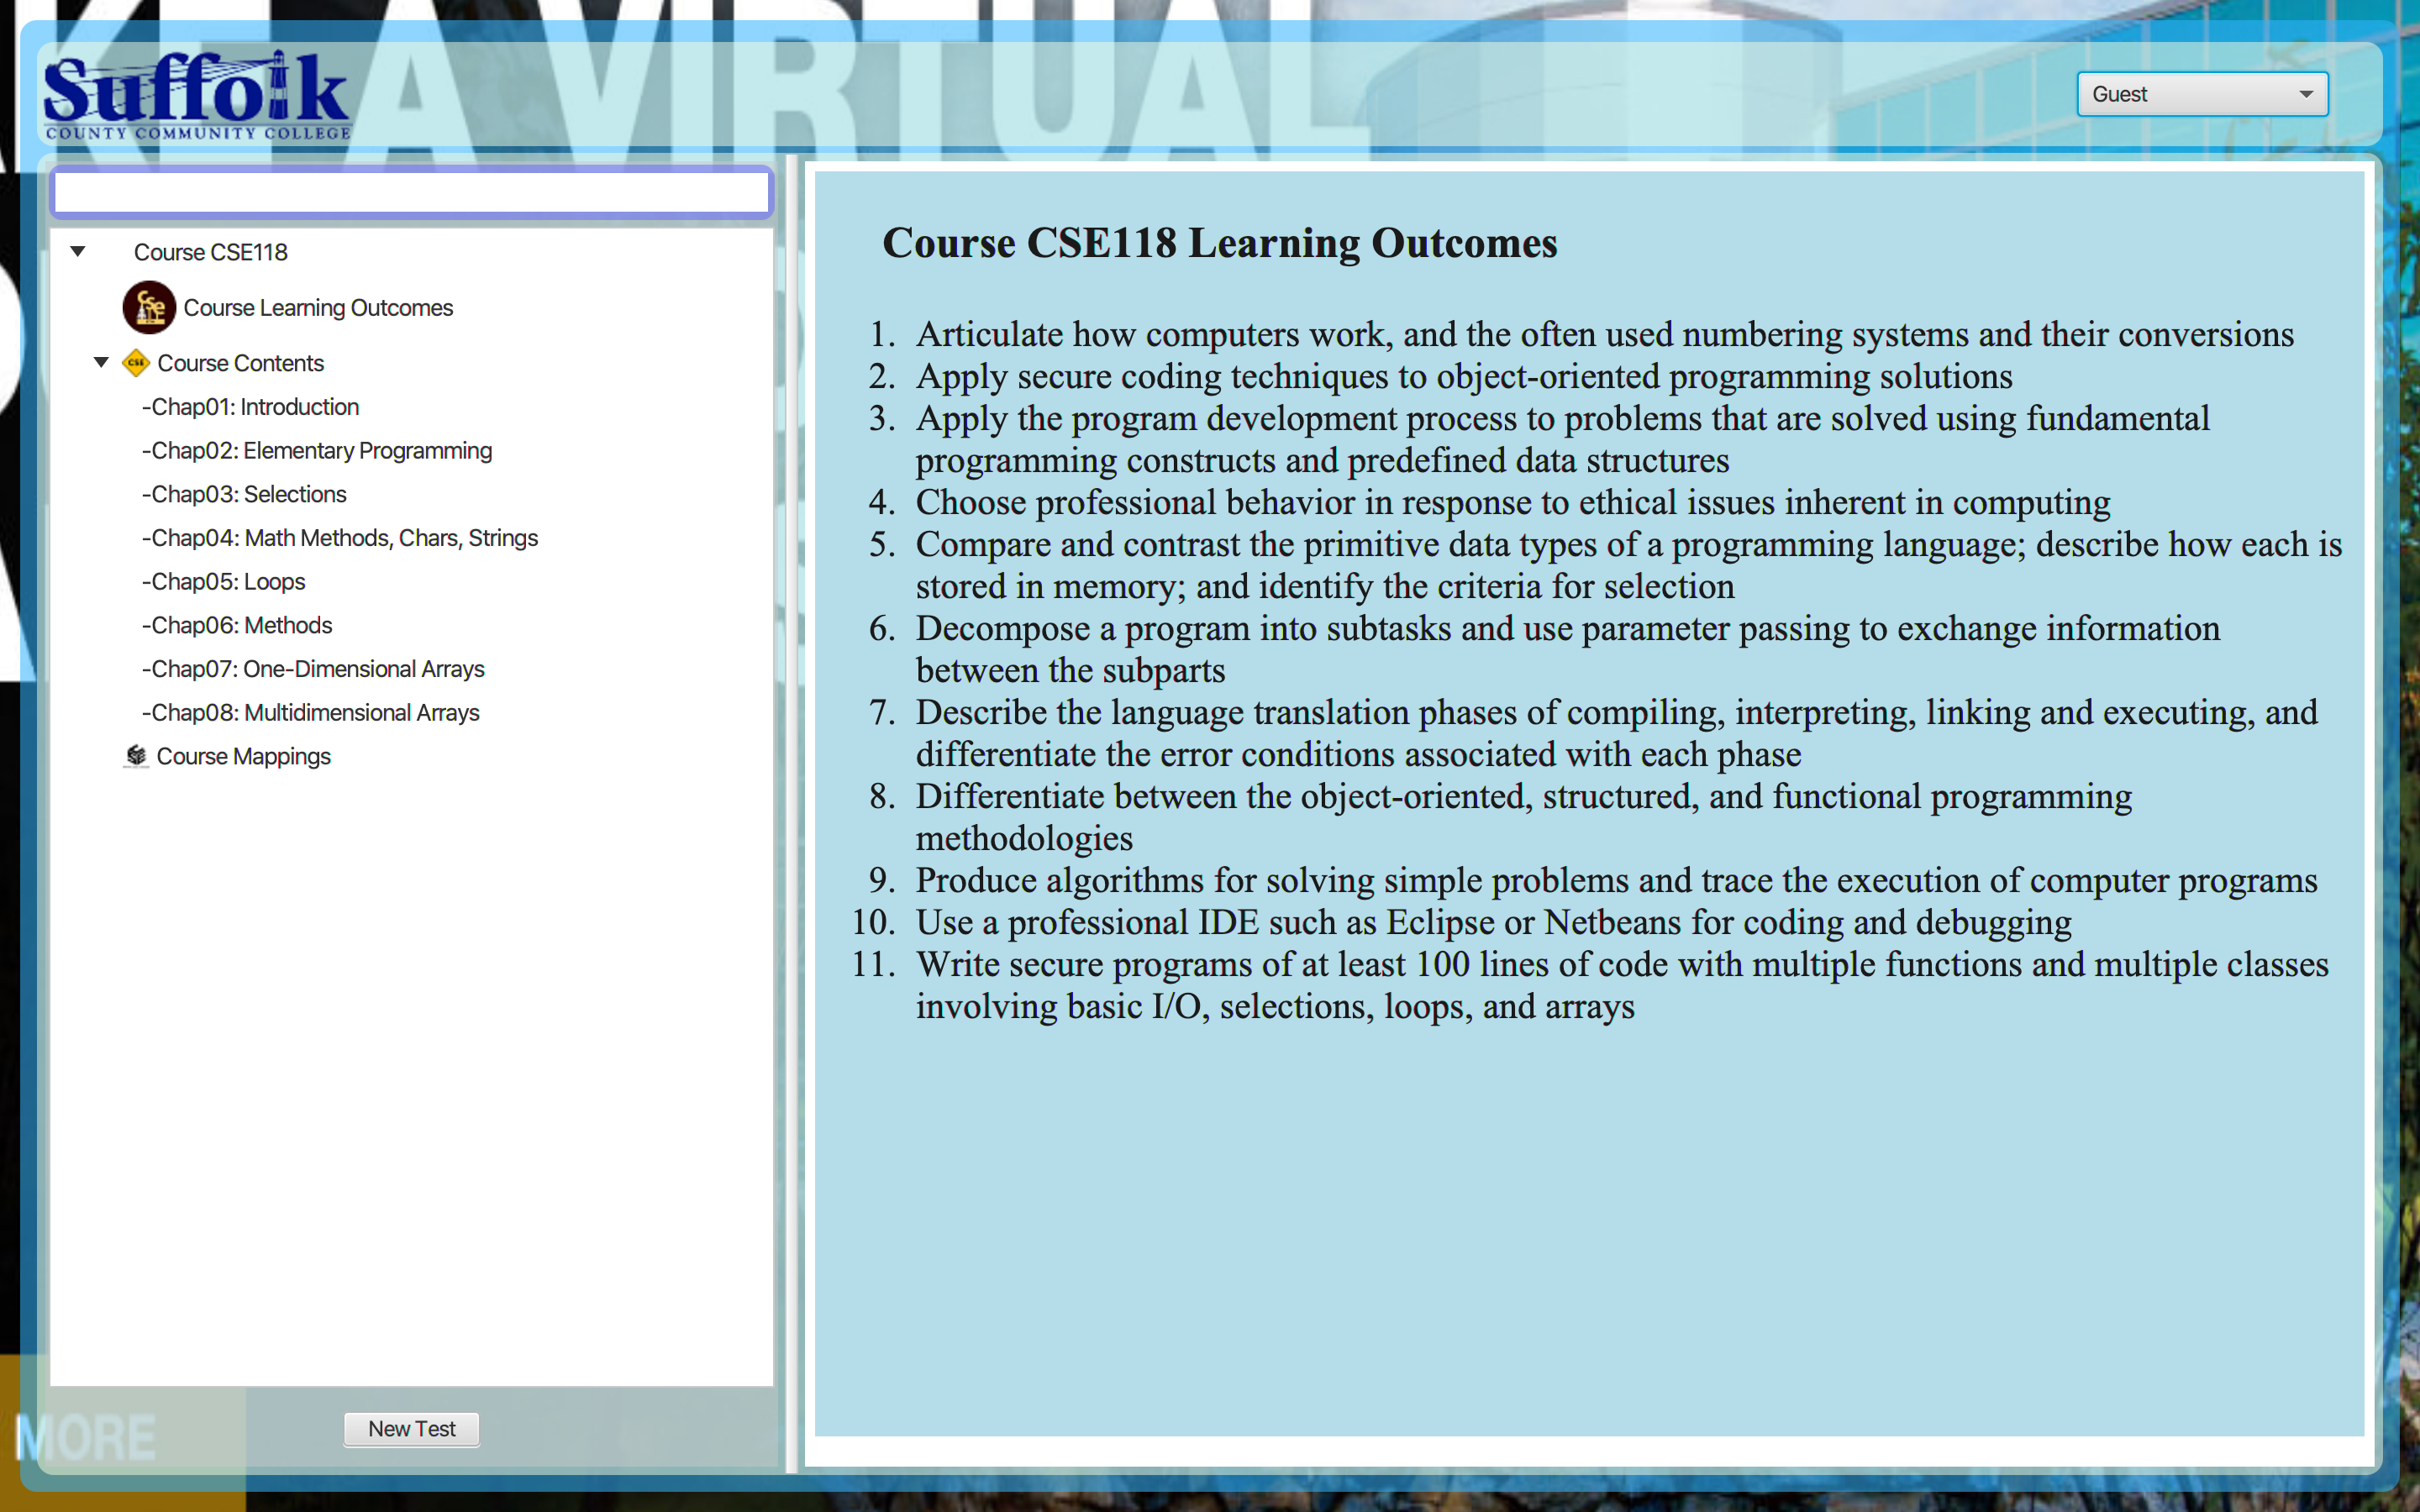 KE A VIRTUAL
Suffolk
COUNTY COMMUNITY COLLEGE
Guest
Course CSE118
Course Learning Outcomes
CSE
Course Contents
-Chap01: Introduction
-Chap02: Elementary Programming
-Chap03: Selections
-Chap04: Math Methods, Chars, Strings
-Chap05: Loops
-Chap06: Methods
-Chap07: One-Dimensional Arrays
-Chap08: Multidimensional Arrays
Course Mappings
New Test
MORE
Course CSE118 Learning Outcomes
1. Articulate how computers work, and the often used numbering systems and their conversions
2. Apply secure coding techniques to object-oriented programming solutions
3. Apply the program development process to problems that are solved using fundamental
programming constructs and predefined data structures
4. Choose professional behavior in response to ethical issues inherent in computing
5. Compare and contrast the primitive data types of a programming language; describe how each is
stored in memory; and identify the criteria for selection
6. Decompose a program into subtasks and use parameter passing to exchange information
between the subparts
7. Describe the language translation phases of compiling, interpreting, linking and executing, and
differentiate the error conditions associated with each phase
8. Differentiate between the object-oriented, structured, and functional programming
methodologies
9. Produce algorithms for solving simple problems and trace the execution of computer programs
10. Use a professional IDE such as Eclipse or Netbeans for coding and debugging
11. Write secure programs of at least 100 lines of code with multiple functions and multiple classes
involving basic I/O, selections, loops, and arrays